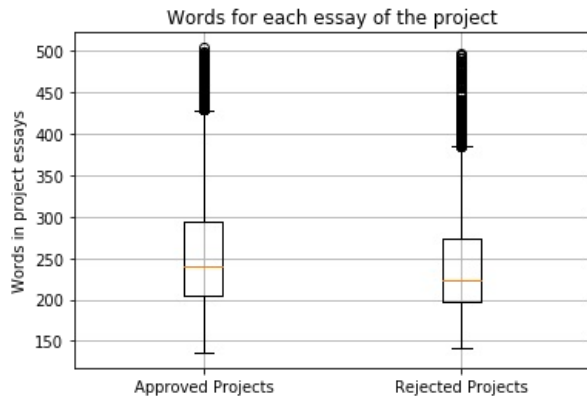 Words for each essay of the project
Words in project essays
500
450
400
350
300
250
200
150
Approved Projects
Rejected Projects